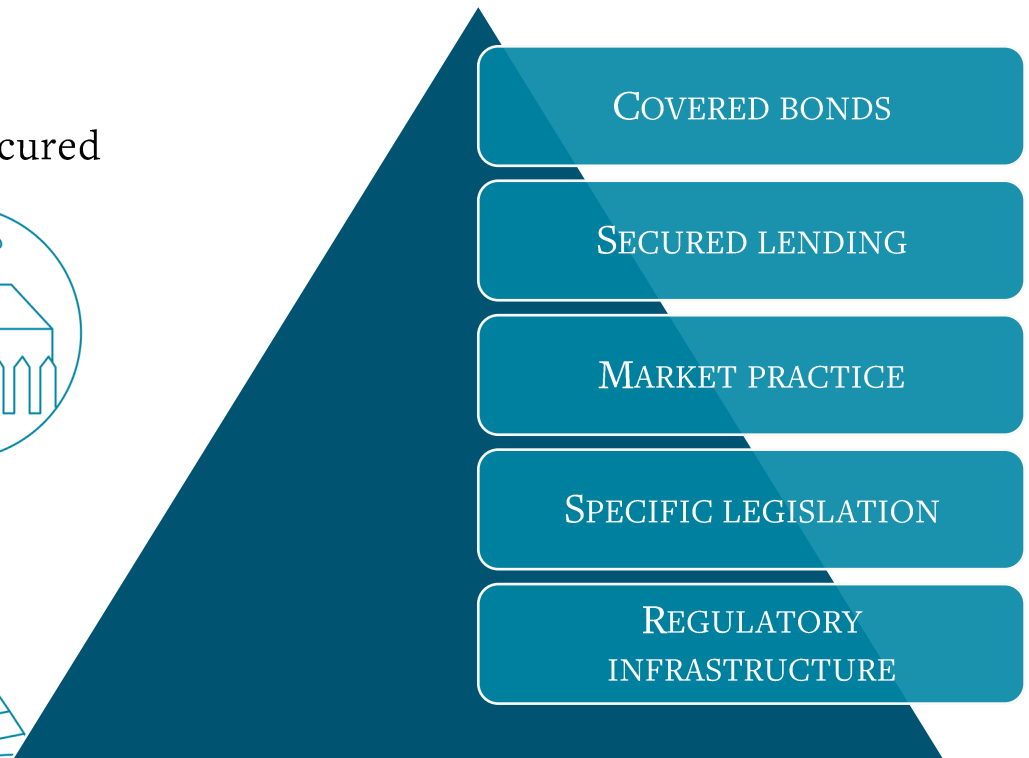 cured
Covered bonds
Secured lending
Market practice
Specific legislation
Regulatory
infrastructure